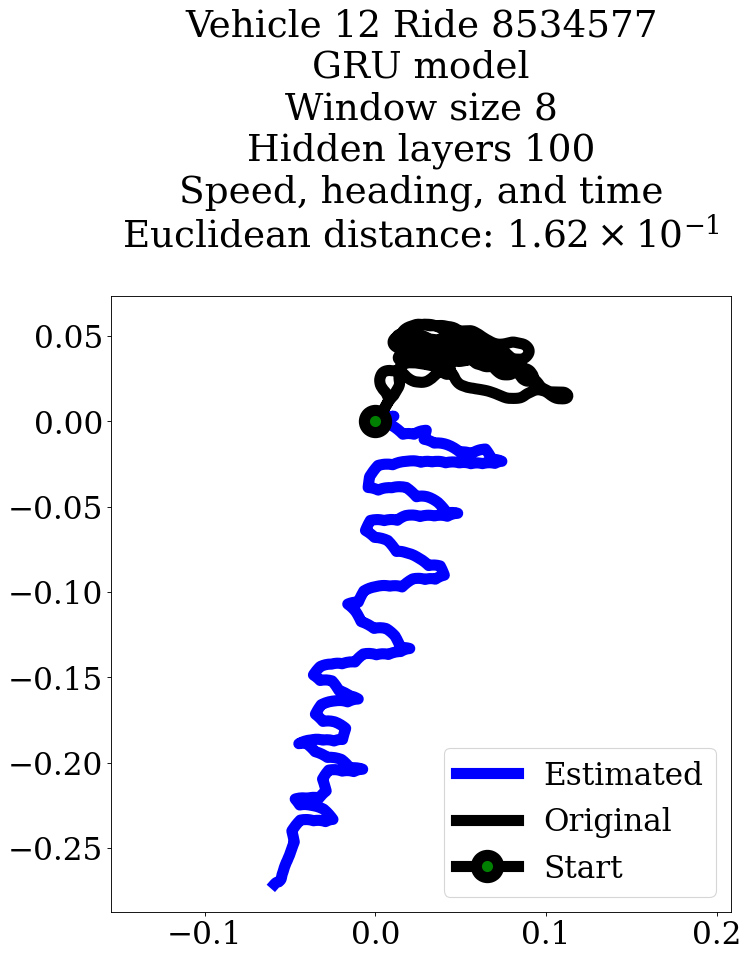 Vehicle 12 Ride 8534577
GRU model
Window size 8
Hidden layers 100
Speed, heading, and time
Euclidean distance: 1.62 × 10⁻¹
0.05
0.00
−0.05
−0.10
−0.15
−0.20
−0.25
Estimated
Original
Start
−0.1 0.0 0.1 0.2